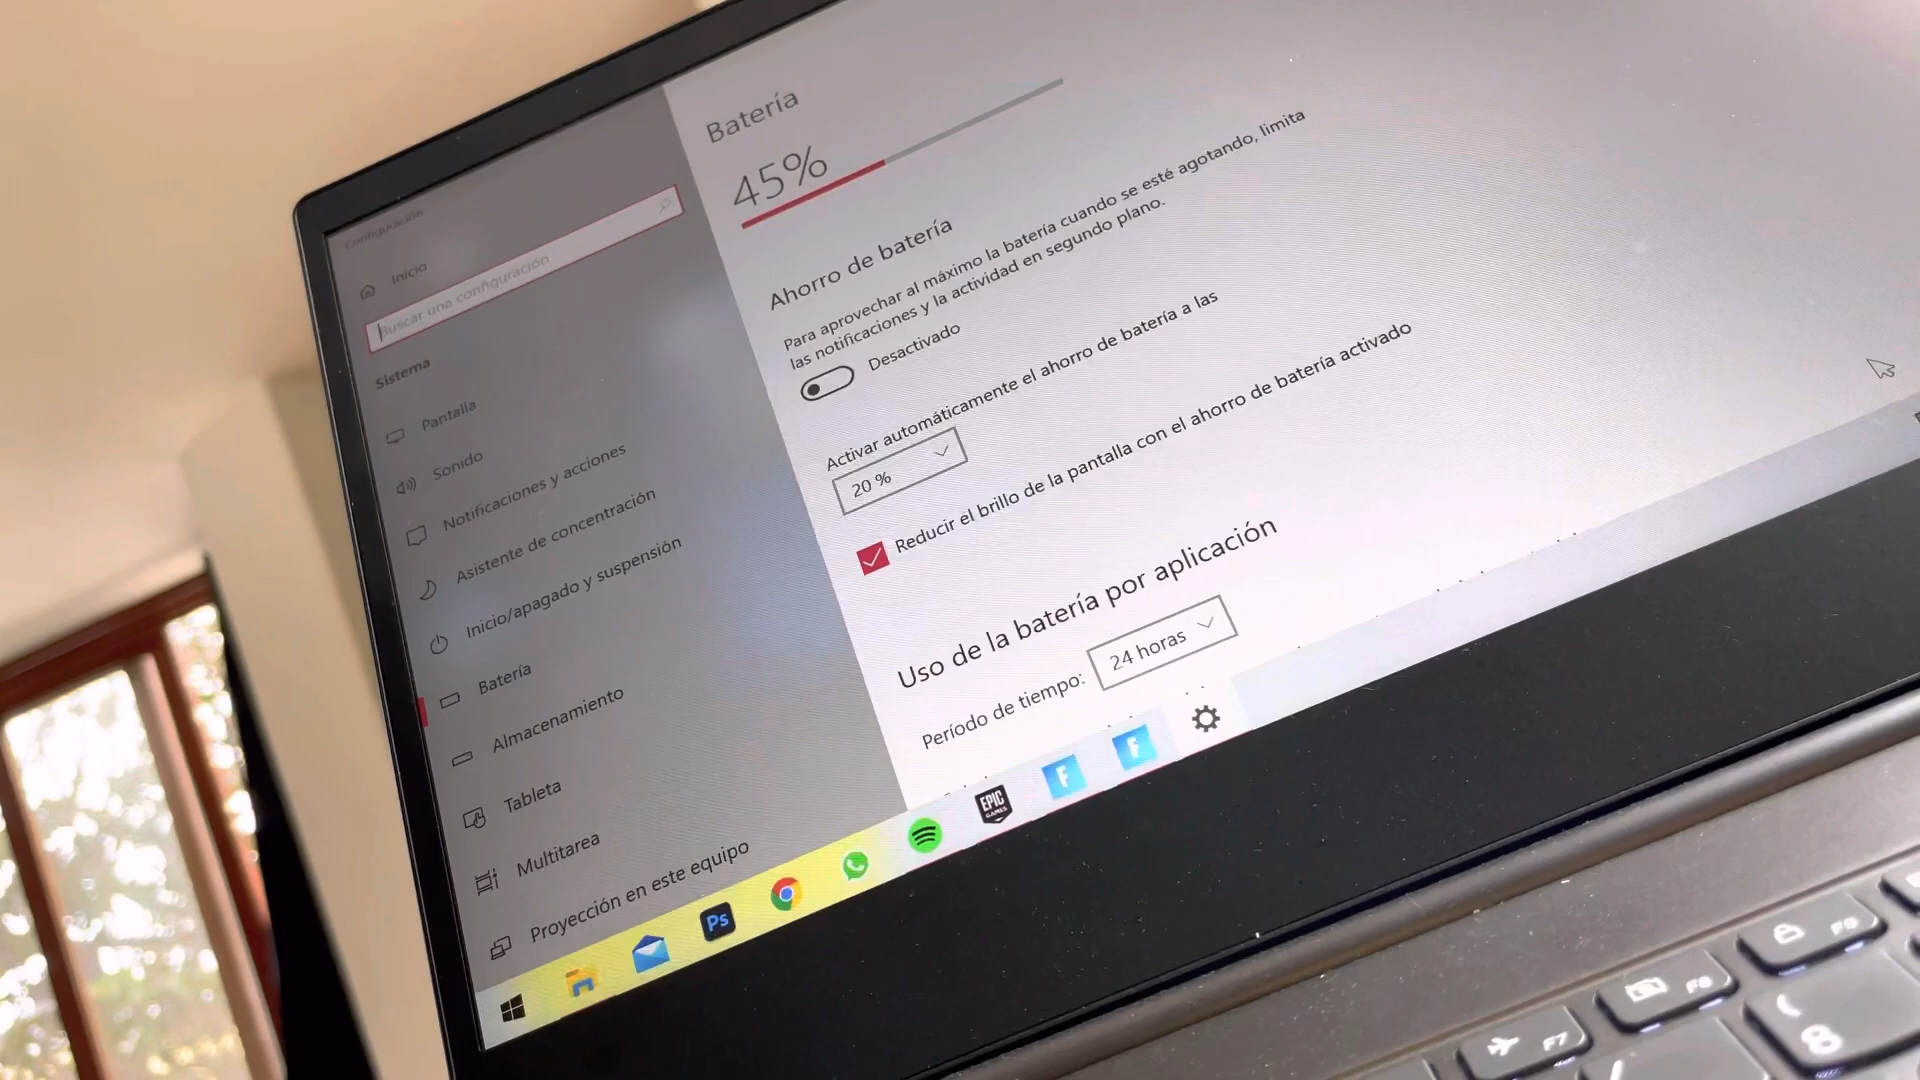 Configuración
Inicio
Buscar una configuración
Sistema
Pantalla
Sonido
Notificaciones y acciones
Asistente de concentración
Inicio/apagado y suspensión
Batería
Almacenamiento
Tableta
Multitarea
Proyección en este equipo
Batería
45%
Ahorro de batería
Para aprovechar al máximo la batería cuando se esté agotando, limita
las notificaciones y la actividad en segundo plano.
Desactivado
Activar automáticamente el ahorro de batería a las
20 %
Reducir el brillo de la pantalla con el ahorro de batería activado
Uso de la batería por aplicación
Período de tiempo:
24 horas
Ps
EPIC
GAMES
F
F
F7
F8
F9
8
(